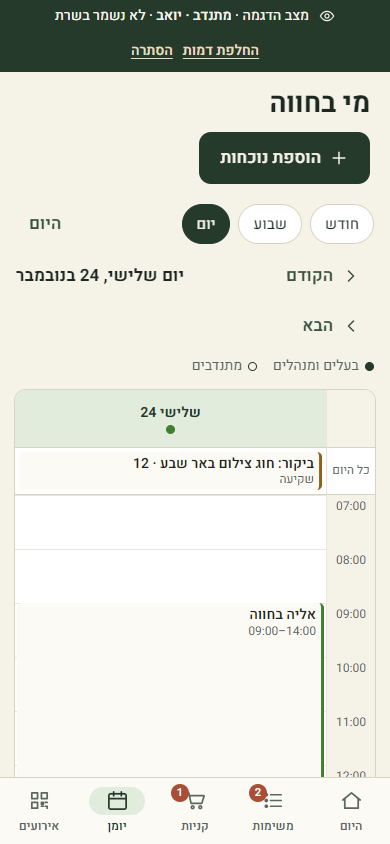 מצב הדגמה · מתנדב · יואב · לא נשמר בשרת
החלפת דמות הסתרה
מי בחווה
הוספת נוכחות
חודש שבוע יום היום
הקודם יום שלישי, 24 בנובמבר
הבא
בעלים ומנהלים מתנדבים
שלישי 24
כל היום ביקור: חוג צילום באר שבע · 12
שקיעה
07:00
08:00
09:00 אליה בחווה
09:00–14:00
10:00
11:00
12:00
2 1
היום משימות קניות יומן אירועים